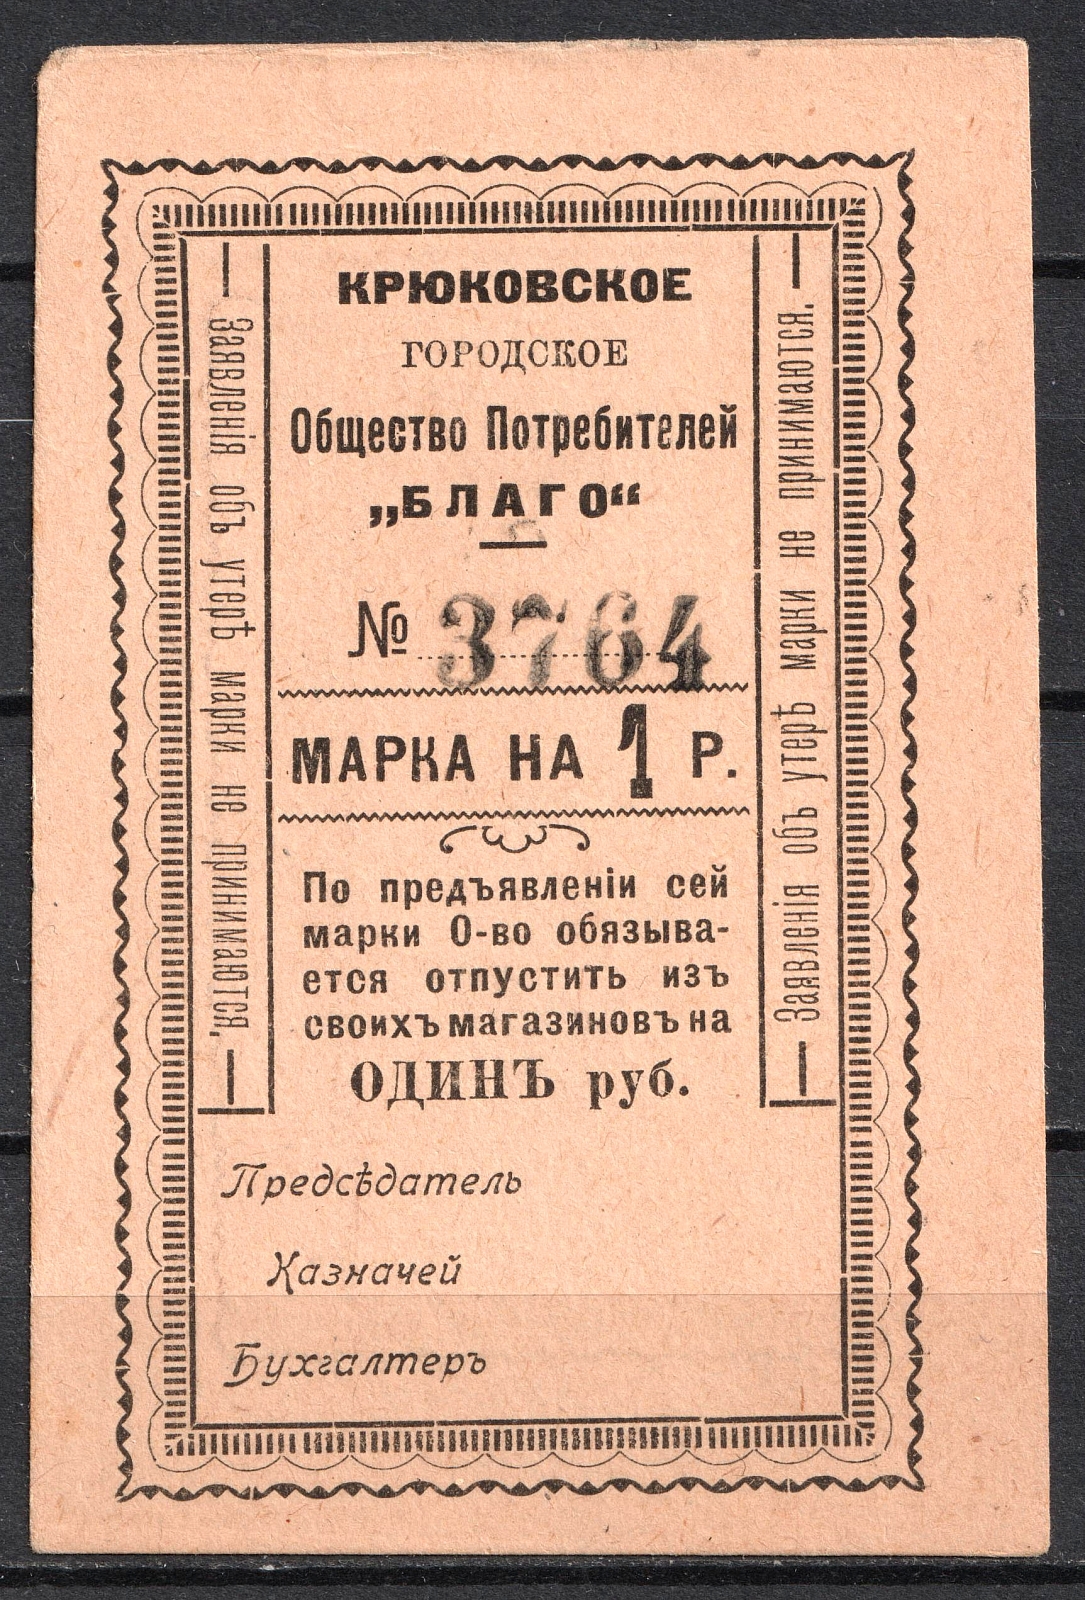 КРЮКОВСКОЕ
ГОРОДСКОЕ
Общество Потребителей
„БЛАГО“
№ 3764
МАРКА НА 1 Р.
По предъявленіи сей
марки О-во обязыва-
ется отпустить изъ
своихъ магазиновъ на
ОДИНЪ руб.
Предсѣдатель
Казначей
Бухгалтеръ
— Заявленія объ утерѣ марки не принимаются. —
— Заявленія объ утерѣ марки не принимаются. —